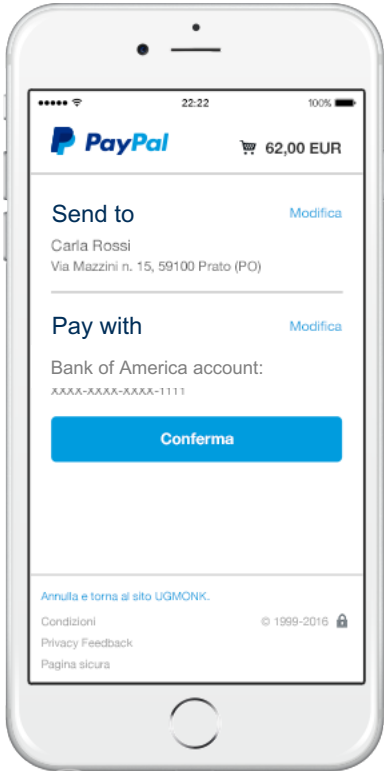 22:22 100%
PayPal 62,00 EUR
Send to Modifica
Carla Rossi
Via Mazzini n. 15, 59100 Prato (PO)
Pay with Modifica
Bank of America account:
XXXX-XXXX-XXXX-1111
Conferma
Annulla e torna al sito UGMONK.
Condizioni © 1999-2016
Privacy Feedback
Pagina sicura